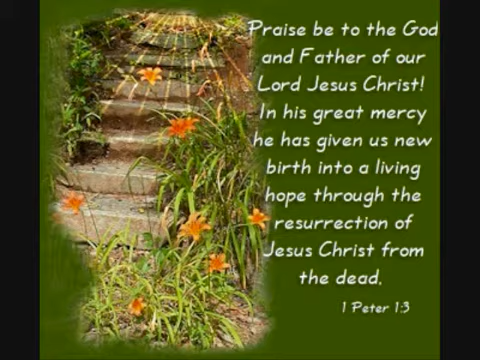 Praise be to the God
and Father of our
Lord Jesus Christ!
In his great mercy
he has given us new
birth into a living
hope through the
resurrection of
Jesus Christ from
the dead.
1 Peter 1:3